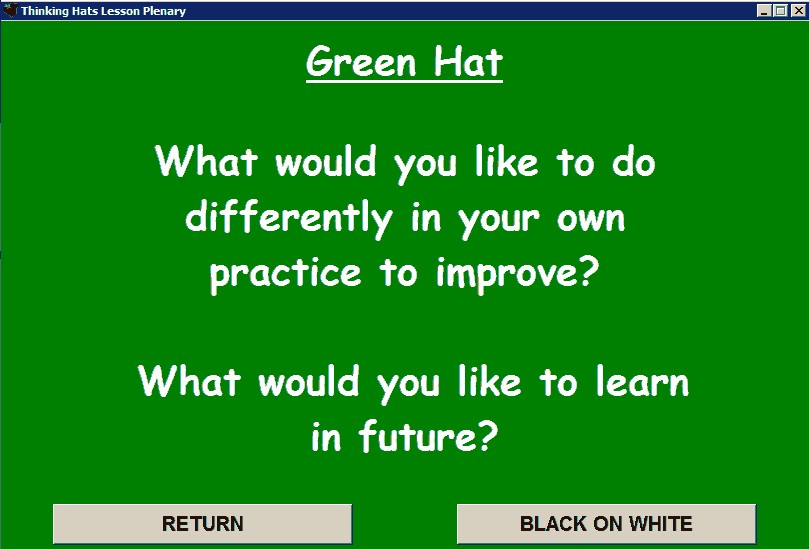 Thinking Hats Lesson Plenary
Green Hat
What would you like to do
differently in your own
practice to improve?
What would you like to learn
in future?
RETURN
BLACK ON WHITE